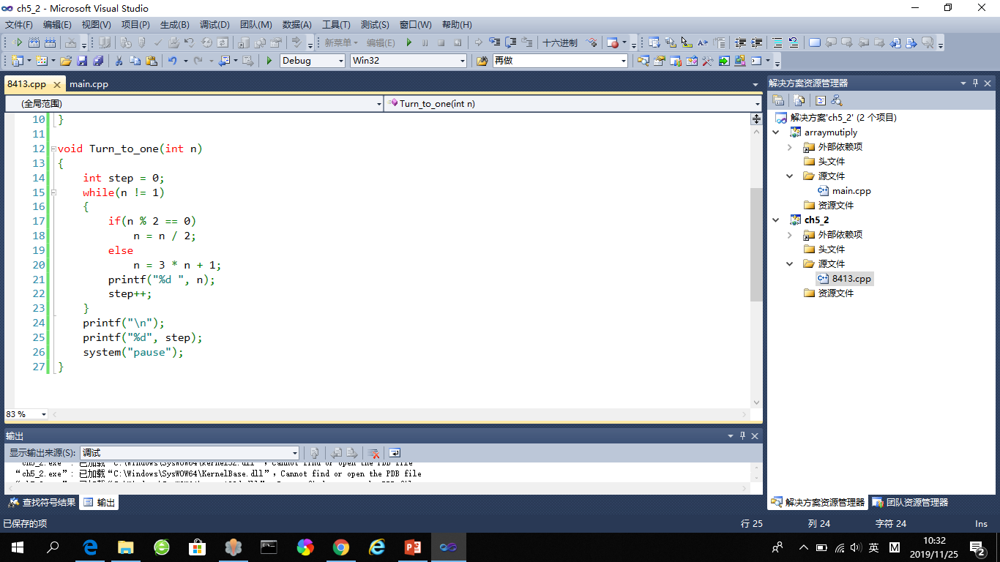 ch5_2 - Microsoft Visual Studio
文件(F) 编辑(E) 视图(V) 项目(P) 生成(B) 调试(D) 团队(M) 数据(A) 工具(T) 测试(S) 窗口(W) 帮助(H)
新菜单 编辑(E) 十六进制
Debug Win32 再做
8413.cpp main.cpp
(全局范围) Turn_to_one(int n)
10 }
11
12 void Turn_to_one(int n)
13 {
14 int step = 0;
15 while(n != 1)
16 {
17 if(n % 2 == 0)
18 n = n / 2;
19 else
20 n = 3 * n + 1;
21 printf("%d ", n);
22 step++;
23 }
24 printf("\n");
25 printf("%d", step);
26 system("pause");
27 }
83 %
输出
显示输出来源(S): 调试
“ch5_2.exe”: 已加载“C:\Windows\SysWOW64\kernel32.dll”，Cannot find or open the PDB file
“ch5_2.exe”: 已加载“C:\Windows\SysWOW64\KernelBase.dll”，Cannot find or open the PDB file
查找符号结果 输出
解决方案资源管理器
解决方案'ch5_2' (2 个项目)
arraymutiply
外部依赖项
头文件
源文件
main.cpp
资源文件
ch5_2
外部依赖项
头文件
源文件
8413.cpp
资源文件
解决方案资源管理器 团队资源管理器
已保存的项 行 25 列 24 字符 24 Ins
英 M 10:32
2019/11/25
2